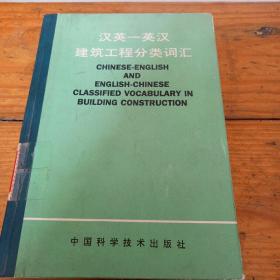 汉英—英汉
建筑工程分类词汇
CHINESE-ENGLISH
AND
ENGLISH-CHINESE
CLASSIFIED VOCABULARY IN
BUILDING CONSTRUCTION
中国科学技术出版社